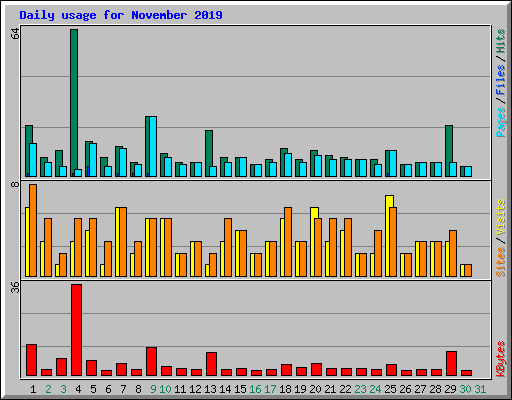 Daily usage for November 2019
64
8
36
Pages / Files / Hits
Sites / Visits
KBytes
1 2 3 4 5 6 7 8 9 10 11 12 13 14 15 16 17 18 19 20 21 22 23 24 25 26 27 28 29 30 31